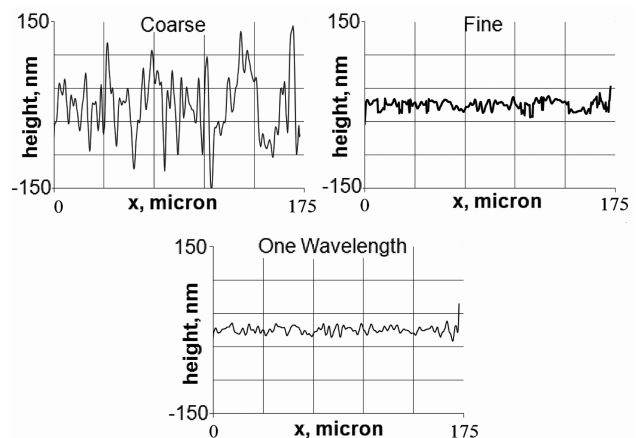 Coarse
150
height, nm
-150
0
x, micron
175
Fine
150
height, nm
-150
0
x, micron
175
One Wavelength
150
height, nm
-150
0
x, micron
175